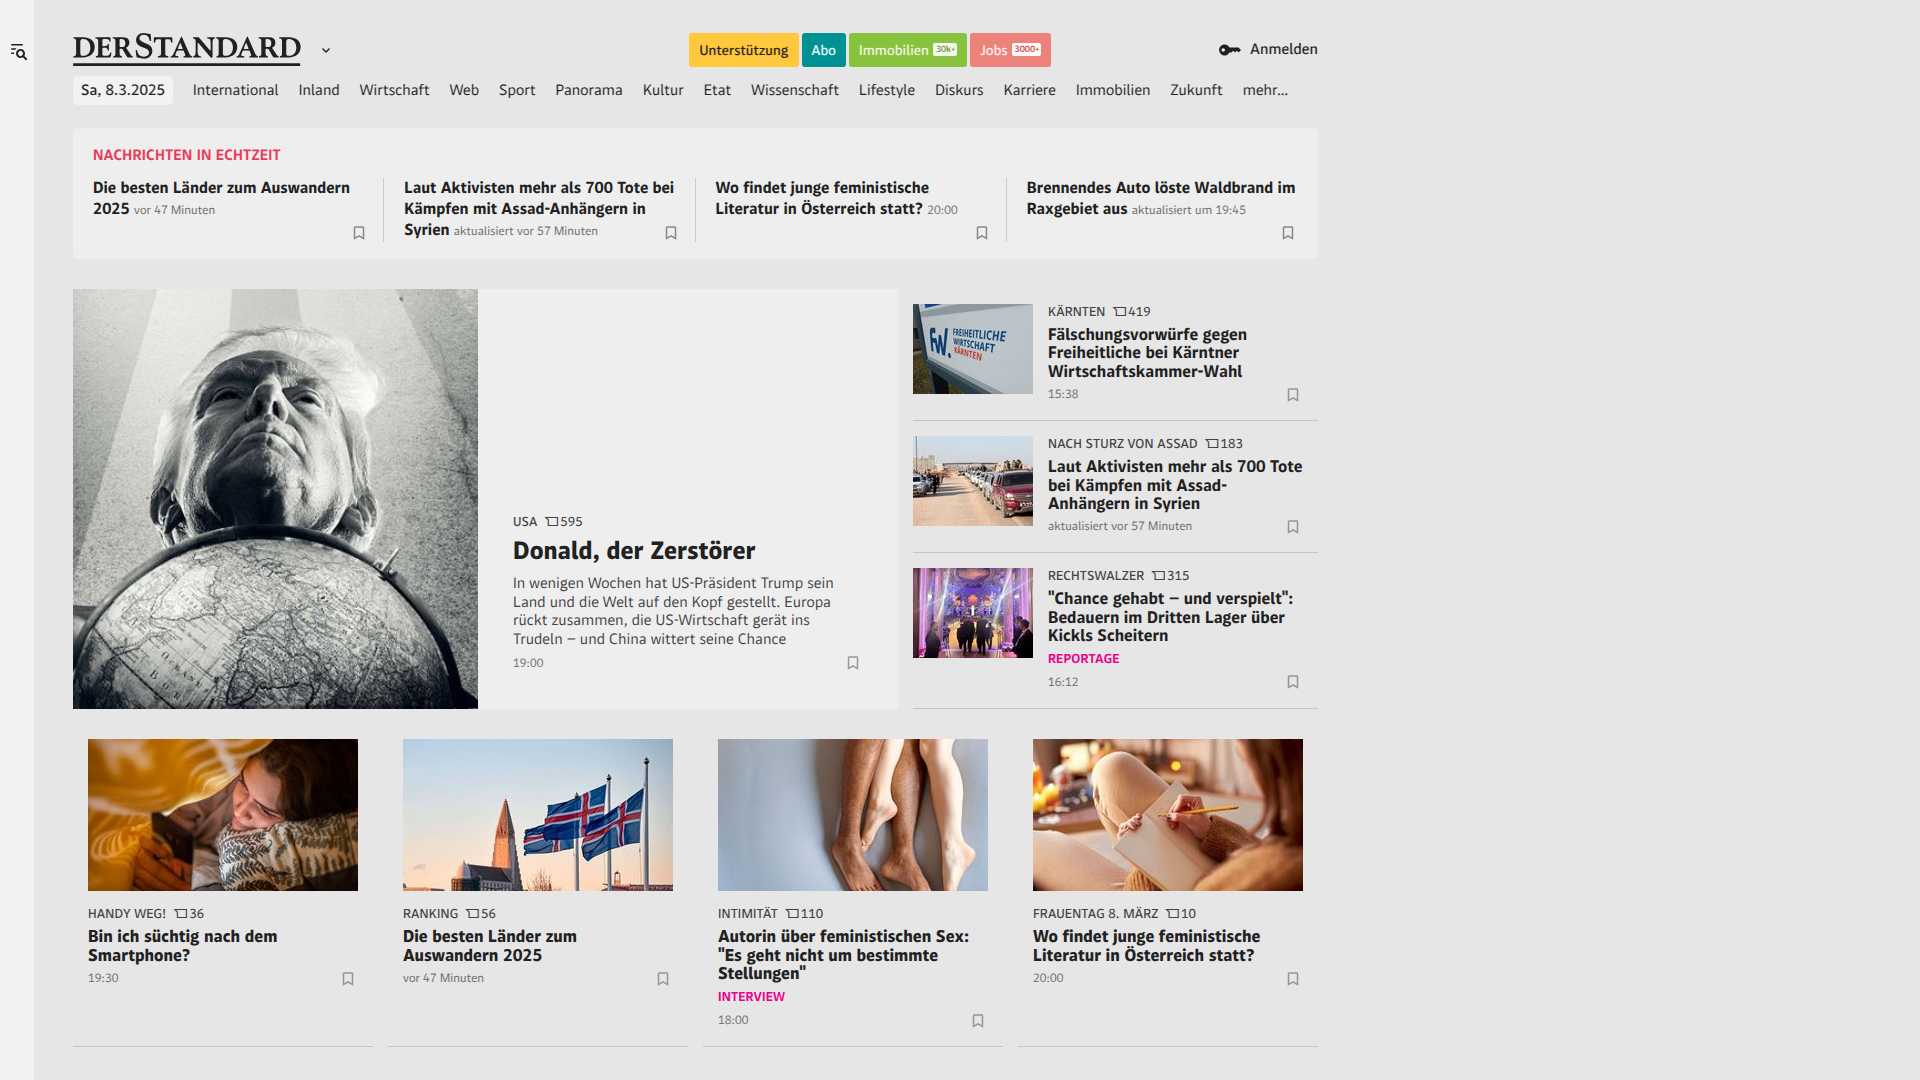 DERSTANDARD
Unterstützung
Abo
Immobilien 30k+
Jobs 3000+
Anmelden
Sa, 8.3.2025
International
Inland
Wirtschaft
Web
Sport
Panorama
Kultur
Etat
Wissenschaft
Lifestyle
Diskurs
Karriere
Immobilien
Zukunft
mehr...
NACHRICHTEN IN ECHTZEIT
Die besten Länder zum Auswandern
2025 vor 47 Minuten
Laut Aktivisten mehr als 700 Tote bei
Kämpfen mit Assad-Anhängern in
Syrien aktualisiert vor 57 Minuten
Wo findet junge feministische
Literatur in Österreich statt? 20:00
Brennendes Auto löste Waldbrand im
Raxgebiet aus aktualisiert um 19:45
USA 595
Donald, der Zerstörer
In wenigen Wochen hat US-Präsident Trump sein
Land und die Welt auf den Kopf gestellt. Europa
rückt zusammen, die US-Wirtschaft gerät ins
Trudeln – und China wittert seine Chance
19:00
FW.
FREIHEITLICHE
WIRTSCHAFT
KÄRNTEN
KÄRNTEN 419
Fälschungsvorwürfe gegen
Freiheitliche bei Kärntner
Wirtschaftskammer-Wahl
15:38
NACH STURZ VON ASSAD 183
Laut Aktivisten mehr als 700 Tote
bei Kämpfen mit Assad-
Anhängern in Syrien
aktualisiert vor 57 Minuten
RECHTSWALZER 315
"Chance gehabt – und verspielt":
Bedauern im Dritten Lager über
Kickls Scheitern
REPORTAGE
16:12
HANDY WEG! 36
Bin ich süchtig nach dem
Smartphone?
19:30
RANKING 56
Die besten Länder zum
Auswandern 2025
vor 47 Minuten
INTIMITÄT 110
Autorin über feministischen Sex:
"Es geht nicht um bestimmte
Stellungen"
INTERVIEW
18:00
FRAUENTAG 8. MÄRZ 10
Wo findet junge feministische
Literatur in Österreich statt?
20:00